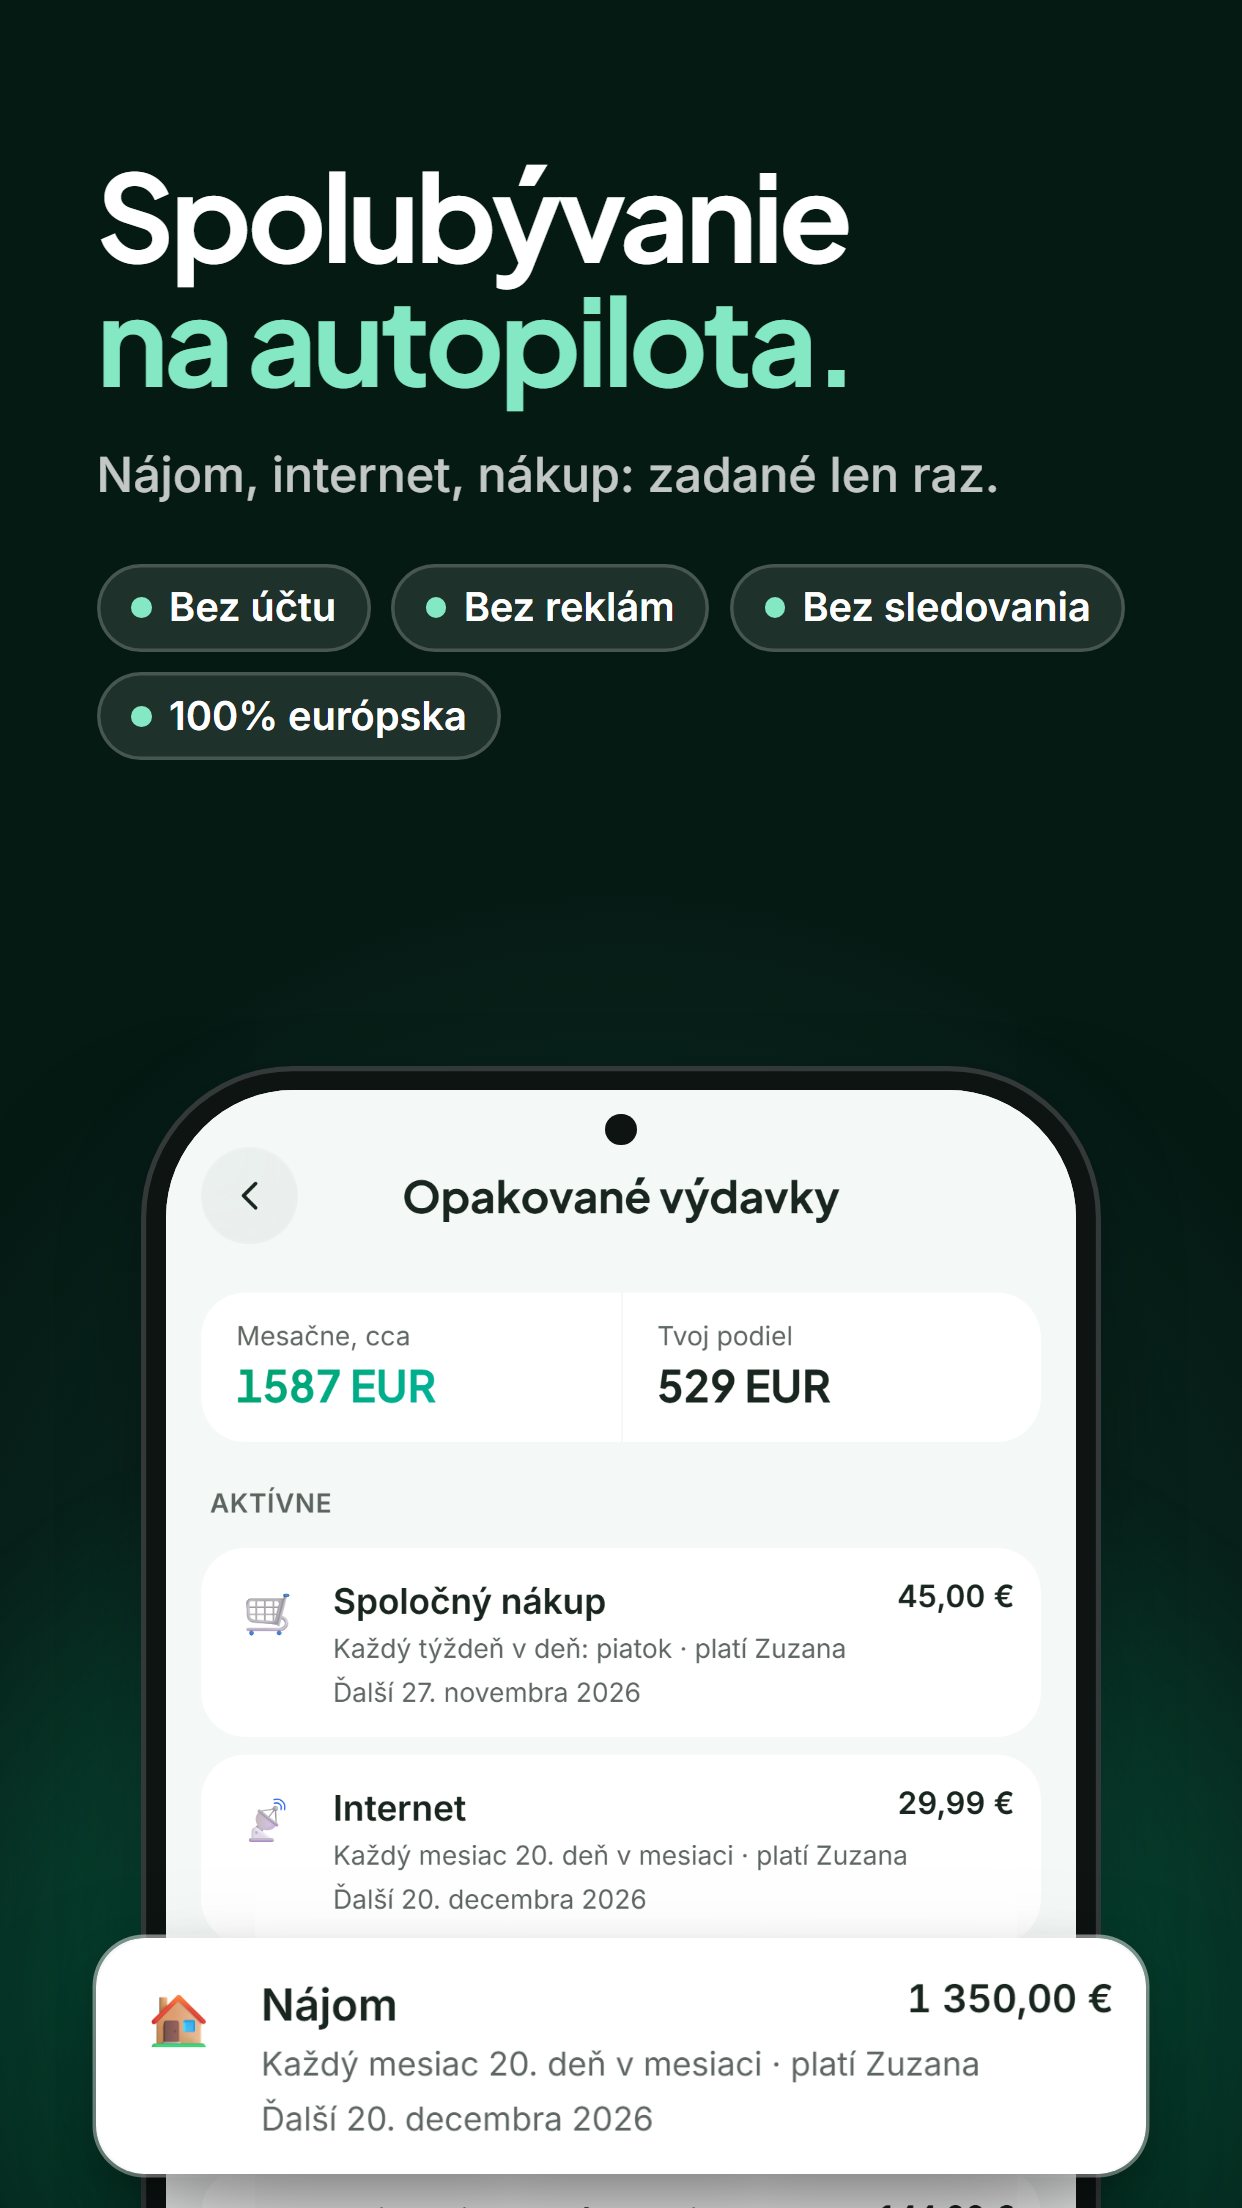 Spolubývanie
na autopilota.
Nájom, internet, nákup: zadané len raz.
Bez účtu
Bez reklám
Bez sledovania
100% európska
Opakované výdavky
Mesačne, cca
1587 EUR
Tvoj podiel
529 EUR
AKTÍVNE
Spoločný nákup
45,00 €
Každý týždeň v deň: piatok · platí Zuzana
Ďalší 27. novembra 2026
Internet
29,99 €
Každý mesiac 20. deň v mesiaci · platí Zuzana
Ďalší 20. decembra 2026
Nájom
1 350,00 €
Každý mesiac 20. deň v mesiaci · platí Zuzana
Ďalší 20. decembra 2026